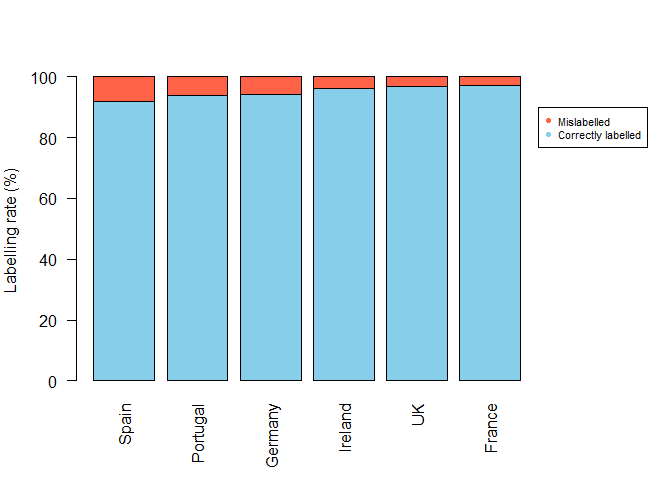 100
80
60
40
20
0
Labelling rate (%)
Spain
Portugal
Germany
Ireland
UK
France
Mislabelled
Correctly labelled